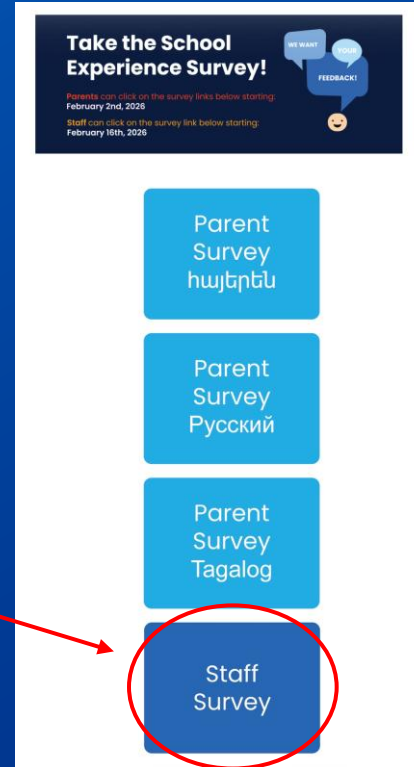 Take the School
Experience Survey!
WE WANT
YOUR
FEEDBACK!
Parents can click on the survey links below starting:
February 2nd, 2026
Staff can click on the survey link below starting:
February 16th, 2026
Parent
Survey
հայերեն
Parent
Survey
Русский
Parent
Survey
Tagalog
Staff
Survey